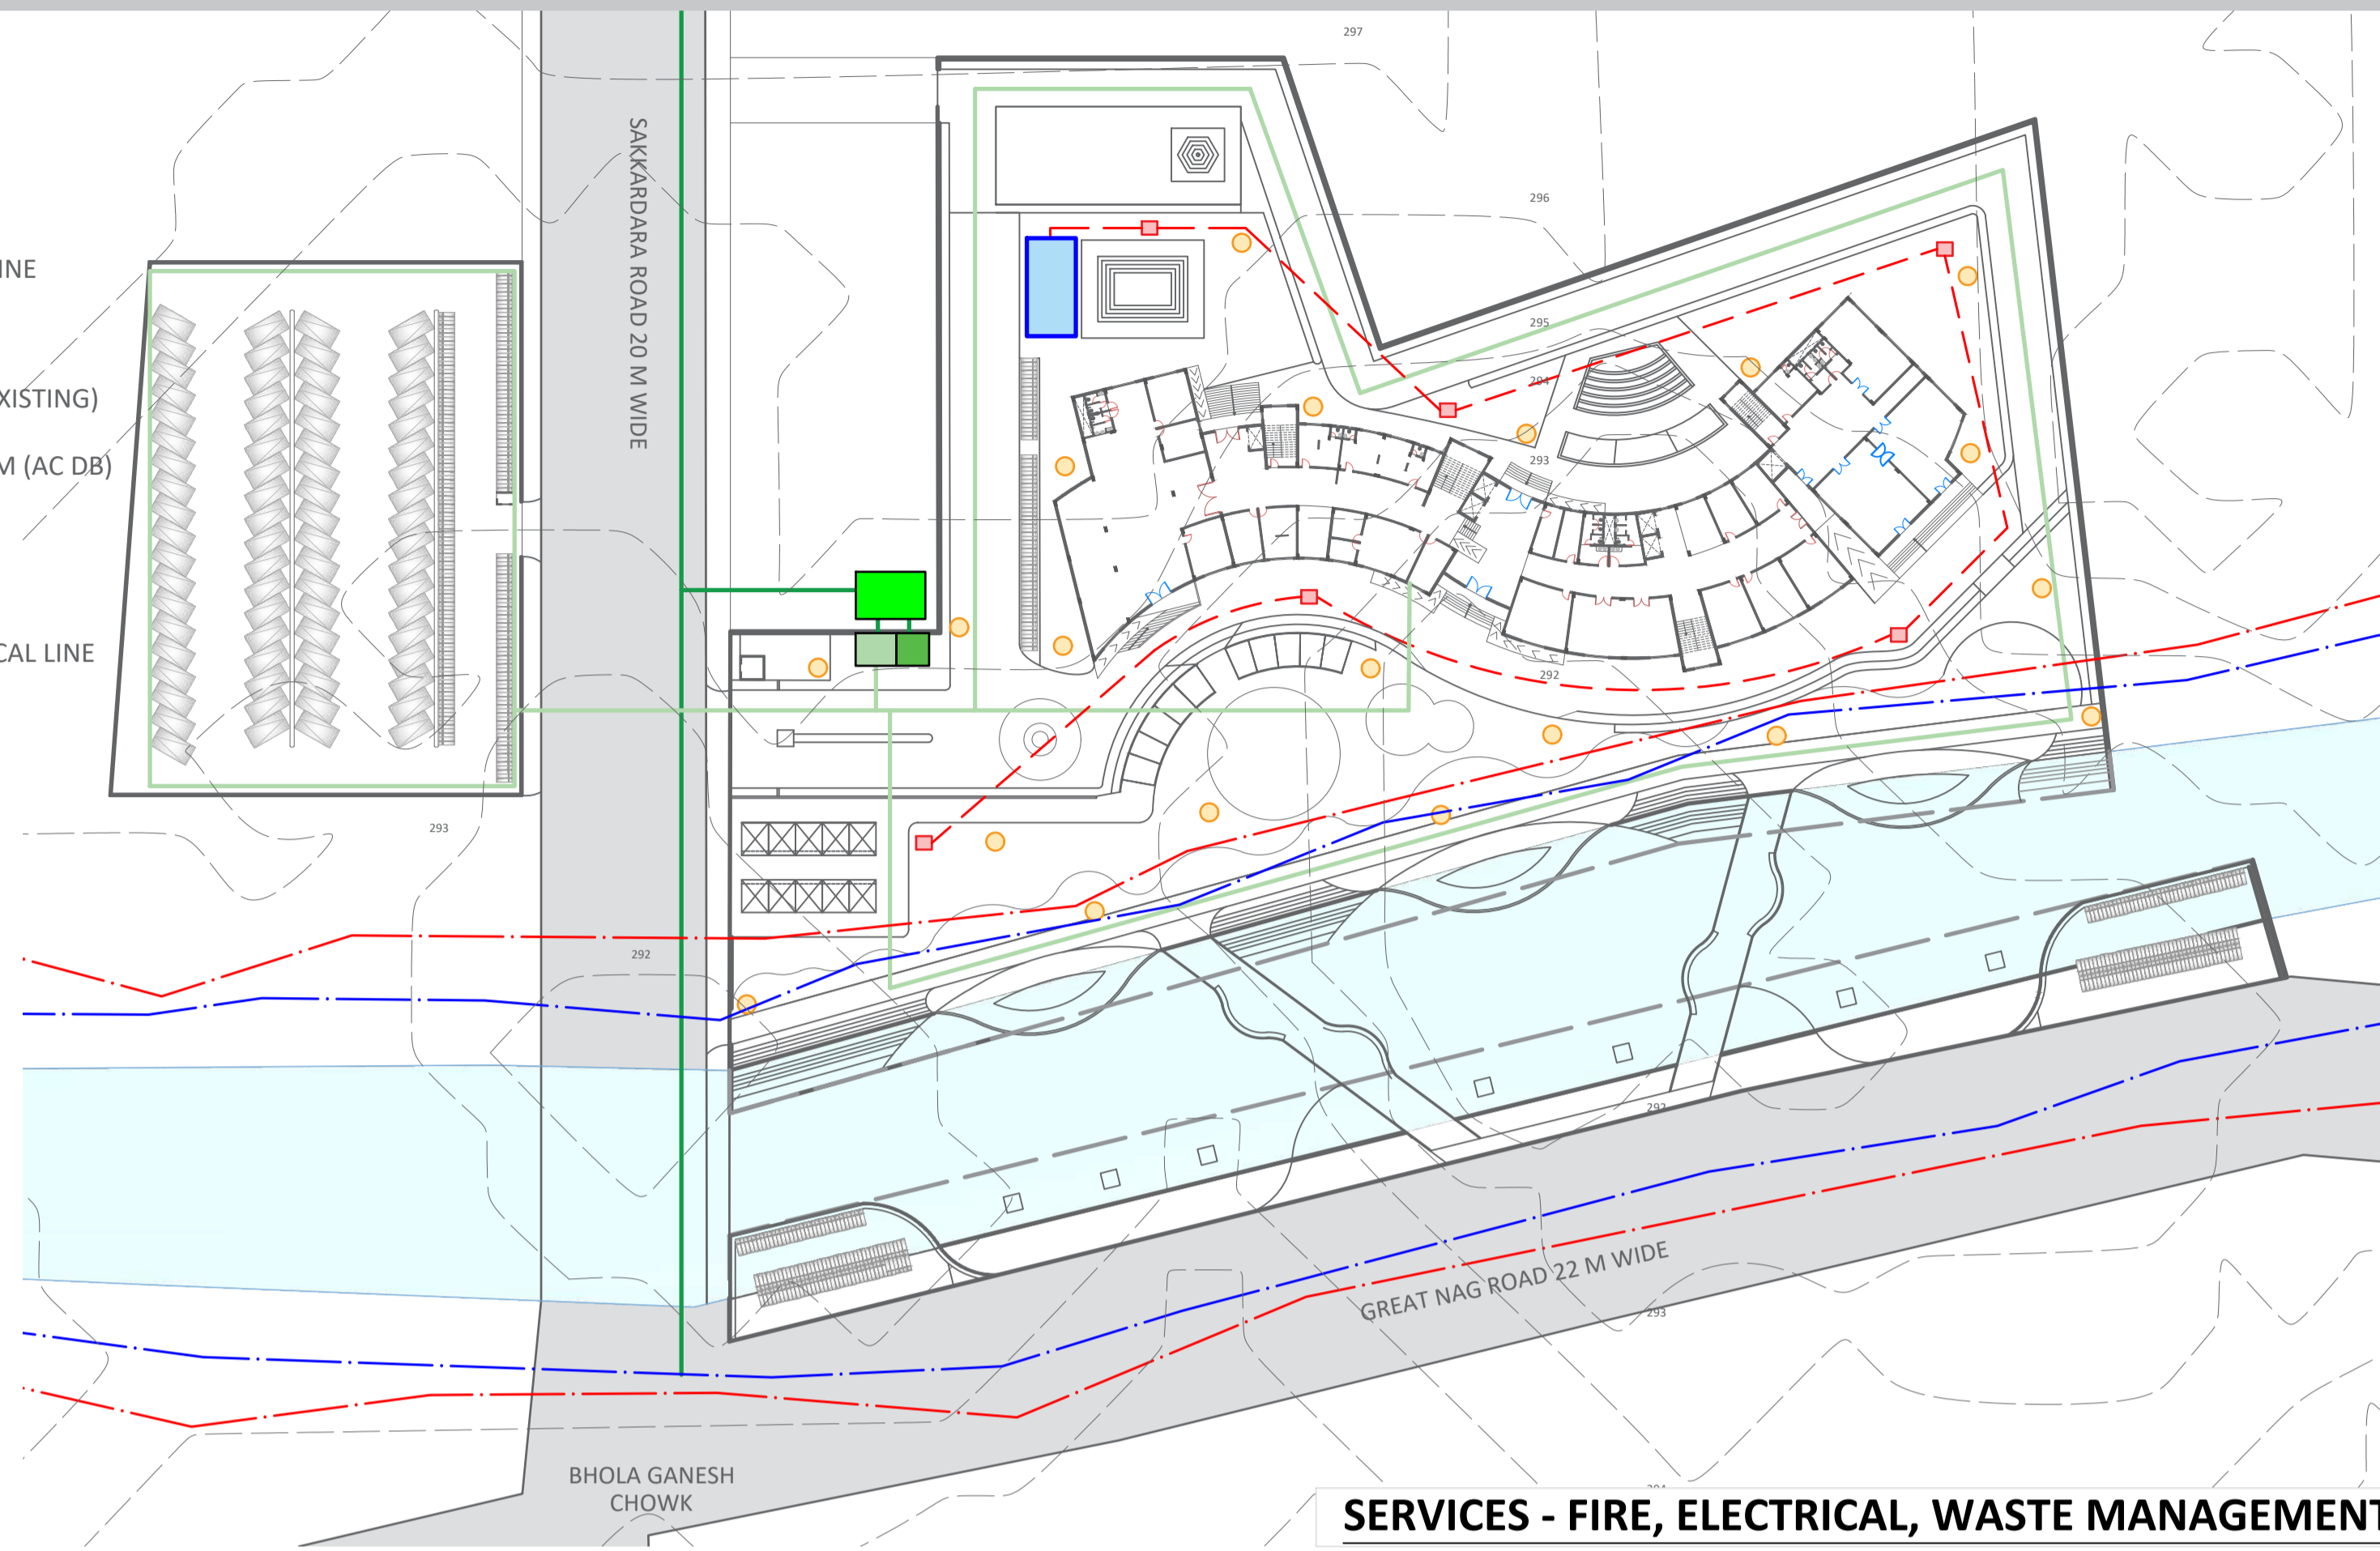 297
SAKKARDARA ROAD 20 M WIDE
296
INE
295
294
XISTING)
293
M (AC DB)
CAL LINE
292
293
292
292
GREAT NAG ROAD 22 M WIDE
293
BHOLA GANESH
CHOWK
SERVICES - FIRE, ELECTRICAL, WASTE MANAGEMENT